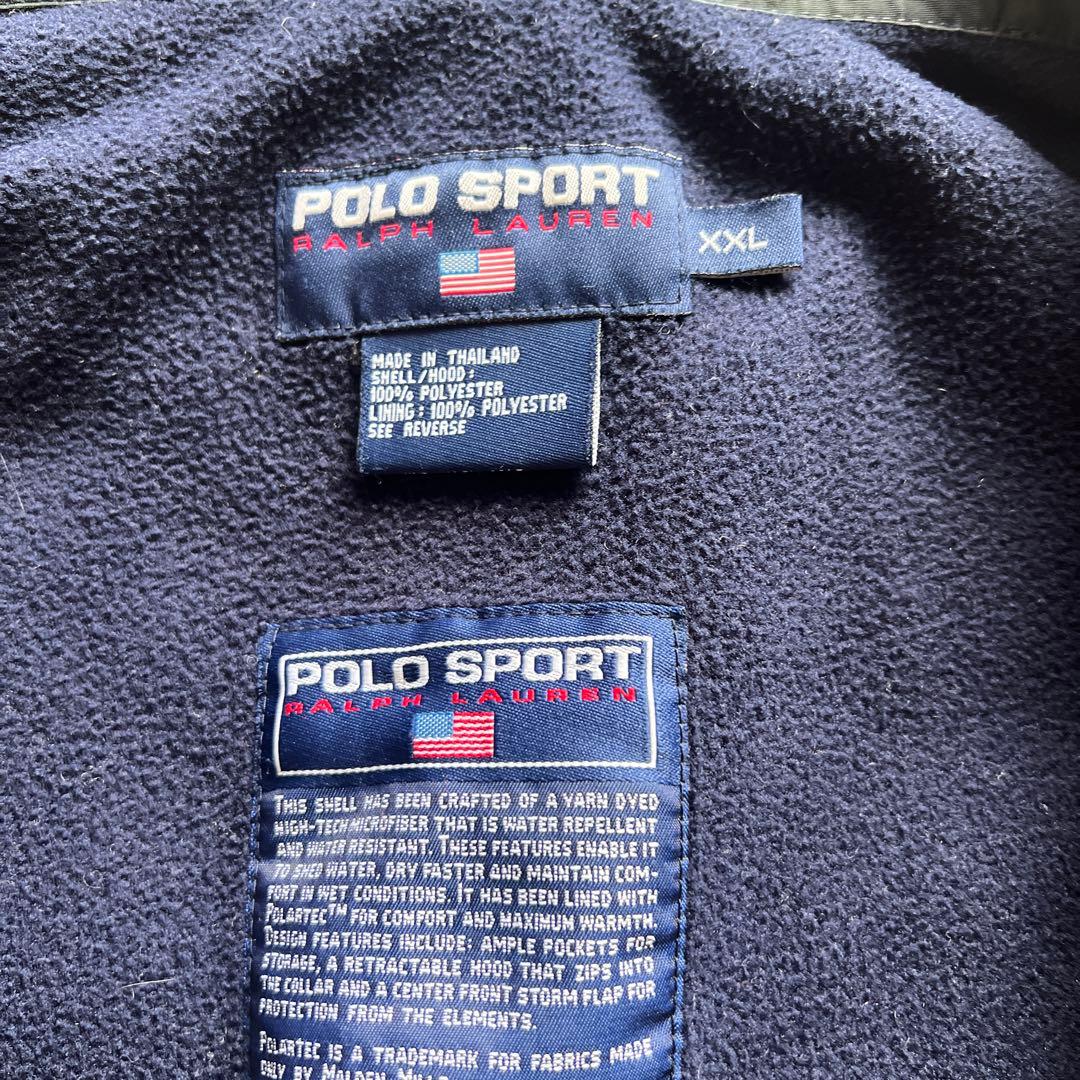 POLO SPORT
RALPH LAUREN
XXL
MADE IN THAILAND
SHELL/HOOD:
100% POLYESTER
LINING: 100% POLYESTER
SEE REVERSE
POLO SPORT
RALPH LAUREN
THIS SHELL HAS BEEN CRAFTED OF A YARN DYED
HIGH-TECH MICROFIBER THAT IS WATER REPELLENT
AND WATER RESISTANT. THESE FEATURES ENABLE IT
TO SHED WATER, DRY FASTER AND MAINTAIN COM-
FORT IN WET CONDITIONS. IT HAS BEEN LINED WITH
POLARTEC™ FOR COMFORT AND MAXIMUM WARMTH.
DESIGN FEATURES INCLUDE: AMPLE POCKETS FOR
STORAGE, A RETRACTABLE HOOD THAT ZIPS INTO
THE COLLAR AND A CENTER FRONT STORM FLAP FOR
PROTECTION FROM THE ELEMENTS.
POLARTEC IS A TRADEMARK FOR FABRICS MADE
ONLY BY MALDEN MILLS